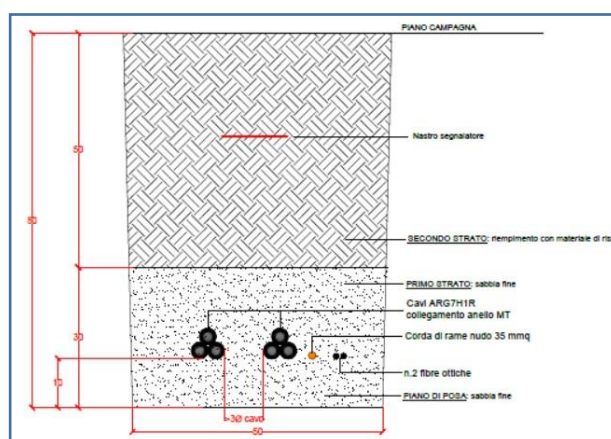 PIANO CAMPAGNA
Nastro segnalatore
SECONDO STRATO: riempimento con materiale di ris
PRIMO STRATO: sabbia fine
Cavi ARG7H1R
collegamento anello MT
Corda di rame nudo 35 mmq
n.2 fibre ottiche
PIANO DI POSA: sabbia fine
80
50
30
10
3Ø cavo
50